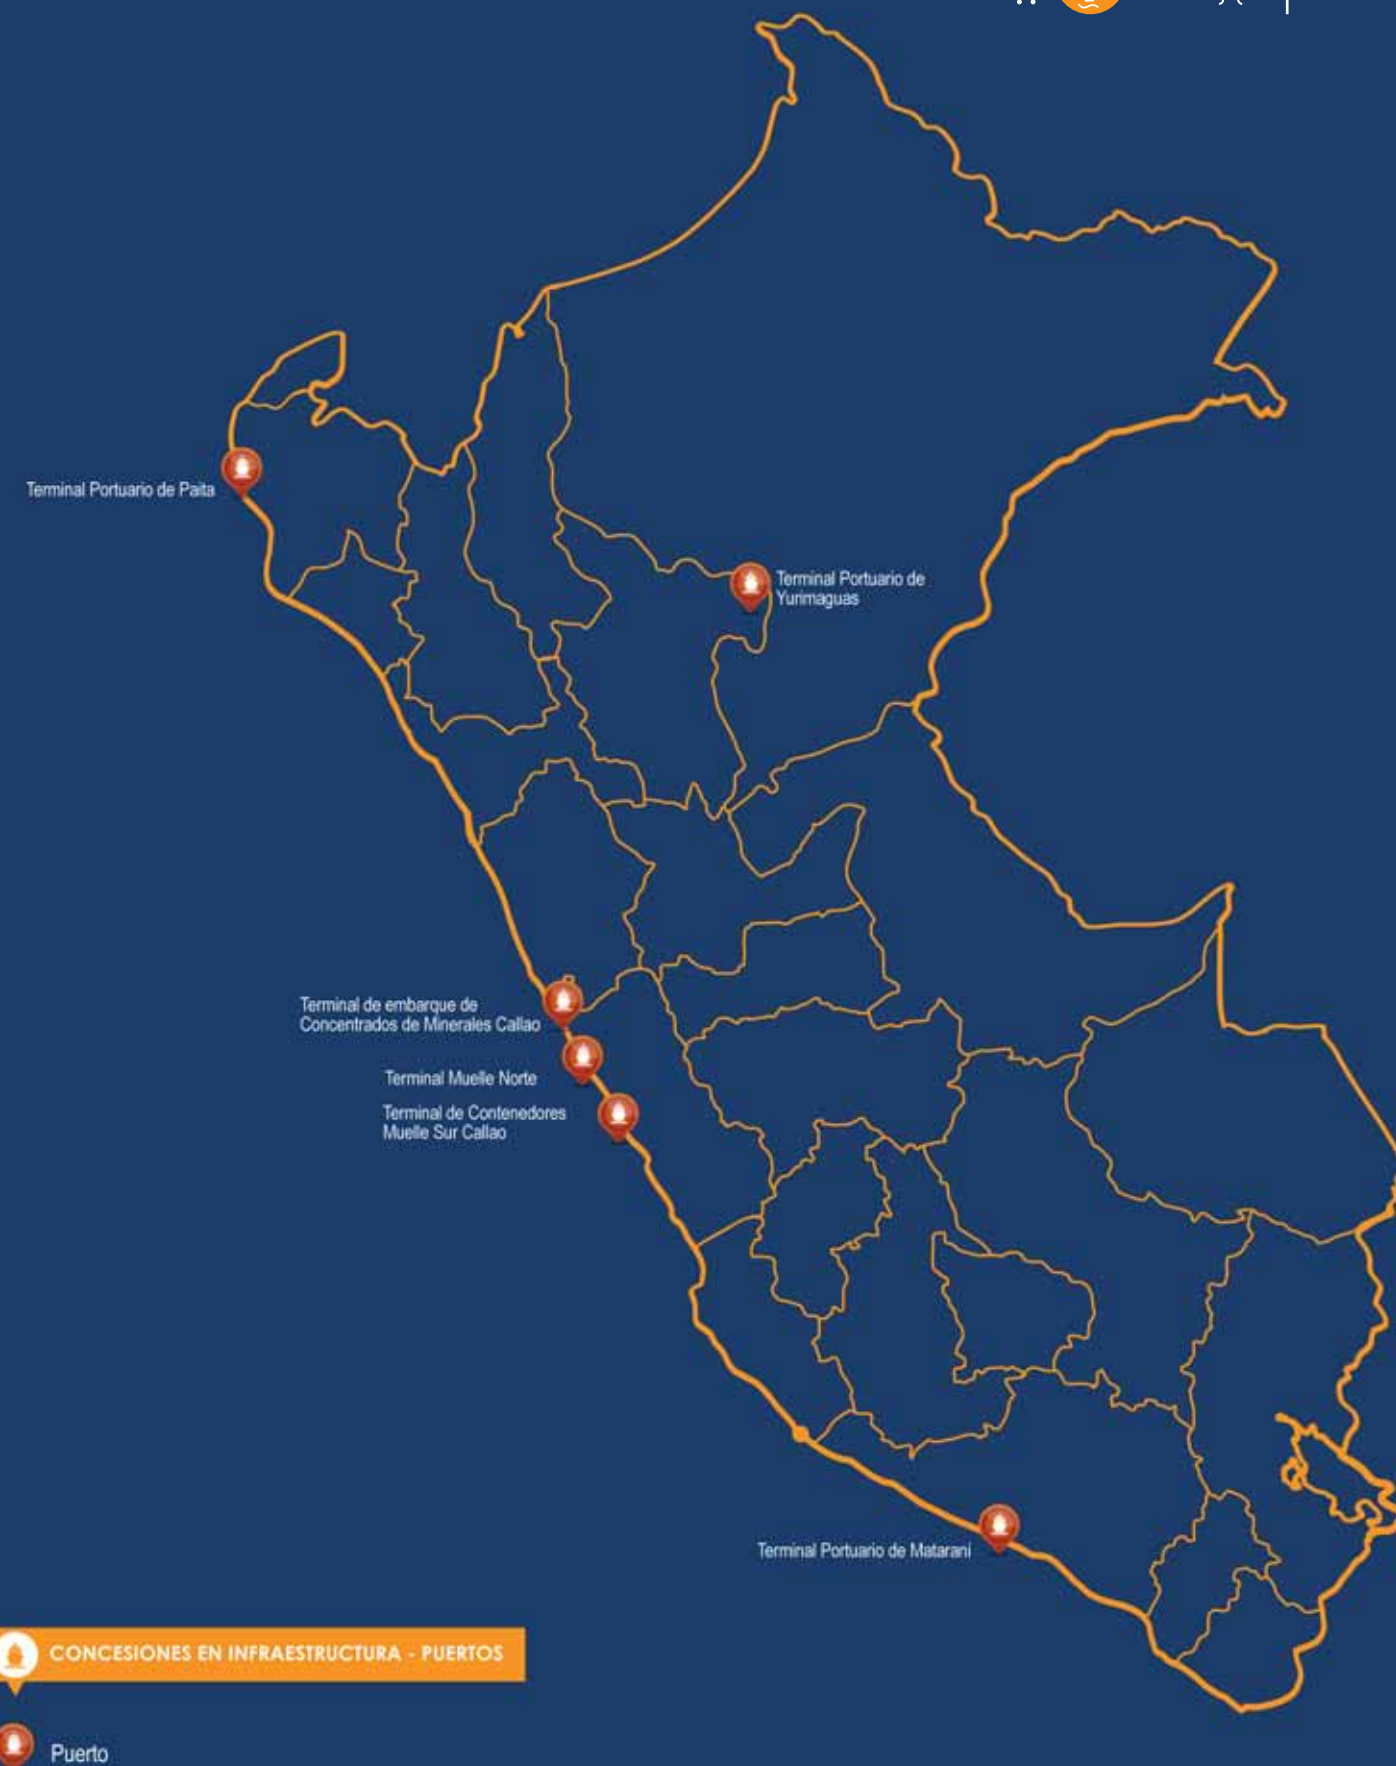 Terminal Portuario de Paita
Terminal Portuario de
Yurimaguas
Terminal de embarque de
Concentrados de Minerales Callao
Terminal Muelle Norte
Terminal de Contenedores
Muelle Sur Callao
Terminal Portuario de Matarani
CONCESIONES EN INFRAESTRUCTURA - PUERTOS
Puerto